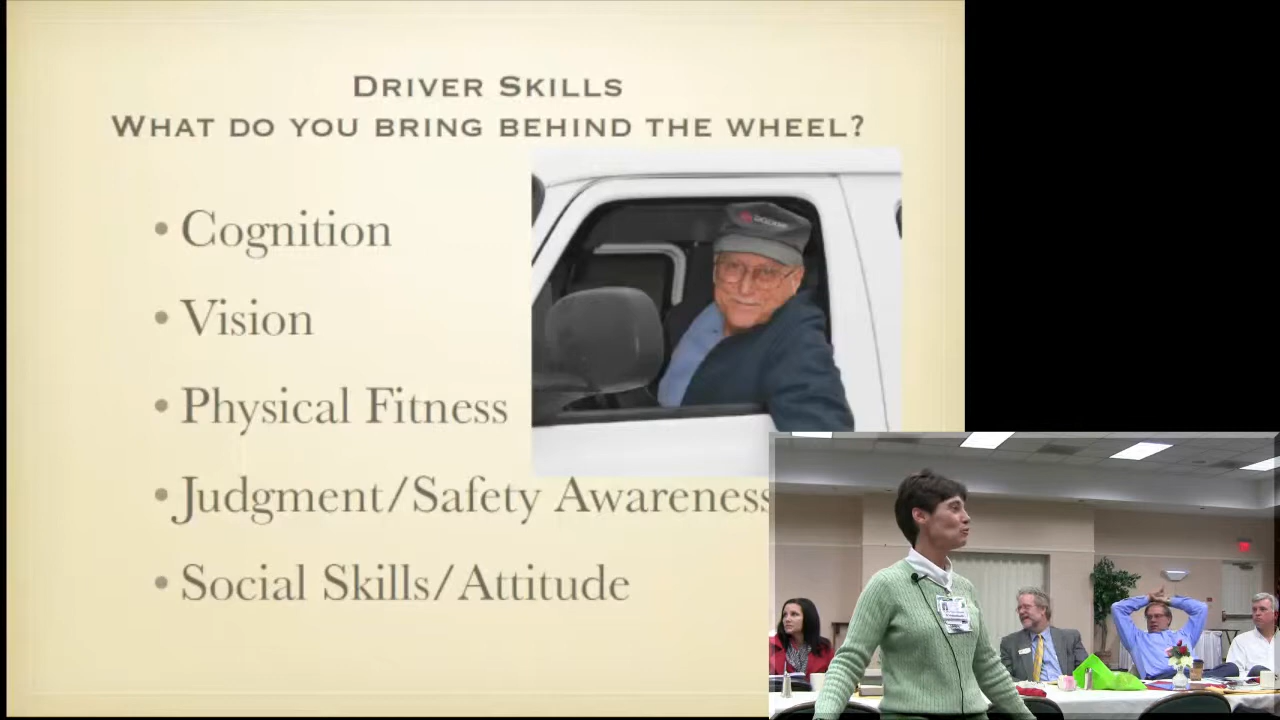 Driver Skills
What do you bring behind the wheel?
• Cognition
• Vision
• Physical Fitness
• Judgment/Safety Awareness
• Social Skills/Attitude